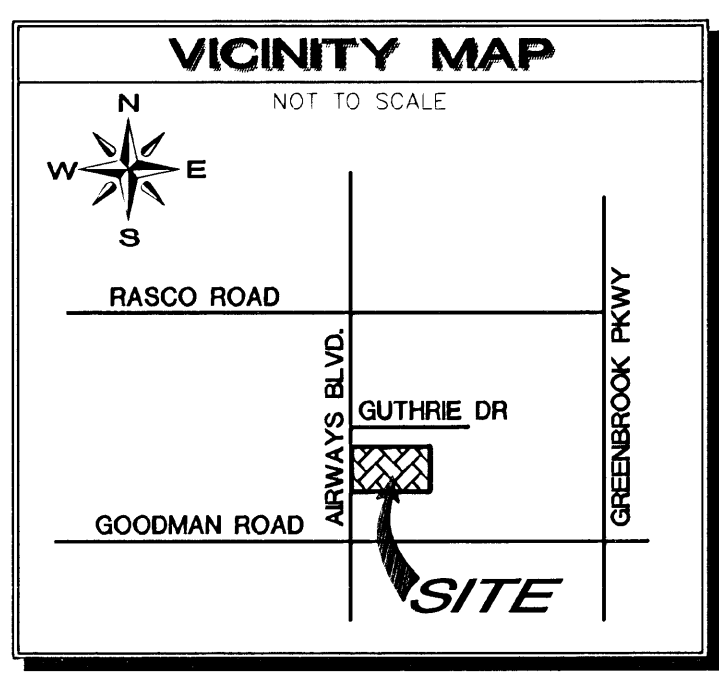 VICINITY MAP
NOT TO SCALE
N
W E
S
RASCO ROAD
GREENBROOK PKWY
AIRWAYS BLVD.
GUTHRIE DR
GOODMAN ROAD
SITE